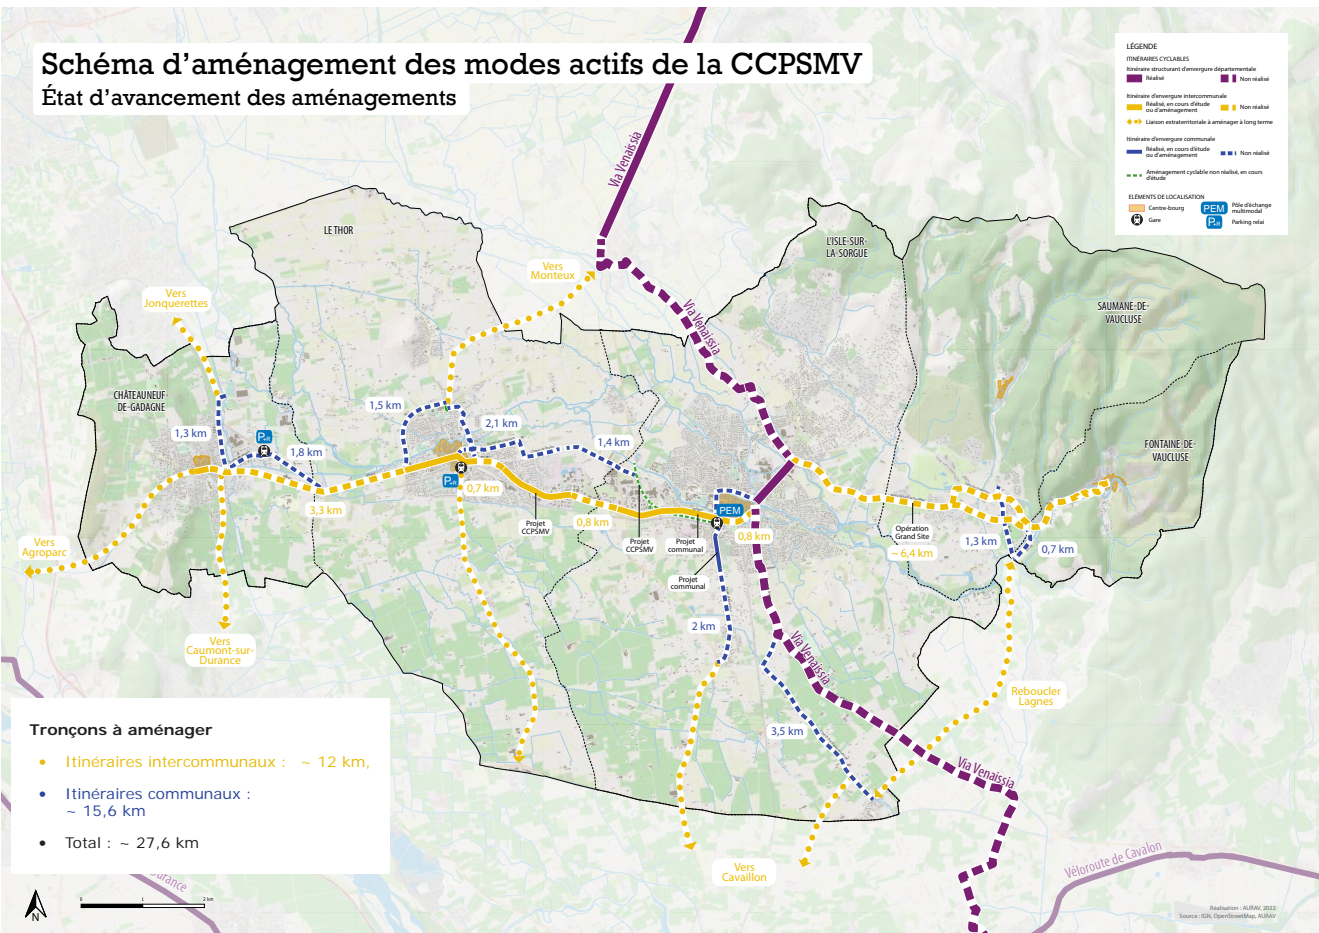 Schéma d'aménagement des modes actifs de la CCPSMV
État d'avancement des aménagements
LÉGENDE
ITINÉRAIRES CYCLABLES
Itinéraire structurant d'envergure départementale
Réalisé
Non réalisé
Itinéraire d'envergure intercommunale
Réalisé, en cours d'étude
ou d'aménagement
Non réalisé
Liaison extraterritoriale à aménager à long terme
Itinéraire d'envergure communale
Réalisé, en cours d'étude
ou d'aménagement
Non réalisé
Aménagement cyclable non réalisé, en cours
d'étude
ELÉMENTS DE LOCALISATION
Centre-bourg
PEM
Pôle d'échange
multimodal
Gare
P+R
Parking relai
Via Venaissia
LE THOR
L'ISLE-SUR-
LA-SORGUE
Vers
Monteux
Vers
Jonquerettes
Via Venaissia
SAUMANE-DE-
VAUCLUSE
CHÂTEAUNEUF-
DE-GADAGNE
1,5 km
2,1 km
1,3 km
P+R
1,8 km
1,4 km
FONTAINE-DE-
VAUCLUSE
P+R
0,7 km
3,3 km
Projet
CCPSMV
0,8 km
PEM
Projet
CCPSMV
Projet
communal
0,8 km
Opération
Grand Site
~ 6,4 km
1,3 km
0,7 km
Vers
Agroparc
Projet
communal
2 km
Vers
Caumont-sur-
Durance
Via Venaissia
Reboucler
Lagnes
3,5 km
Via Venaissia
Tronçons à aménager
• Itinéraires intercommunaux : ~ 12 km,
• Itinéraires communaux :
~ 15,6 km
• Total : ~ 27,6 km
Vers
Cavaillon
Véloroute de Cavalon
Durance
N
0 1 2 km
Réalisation : AURAV, 2022
Source : IGN, OpenStreetMap, AURAV